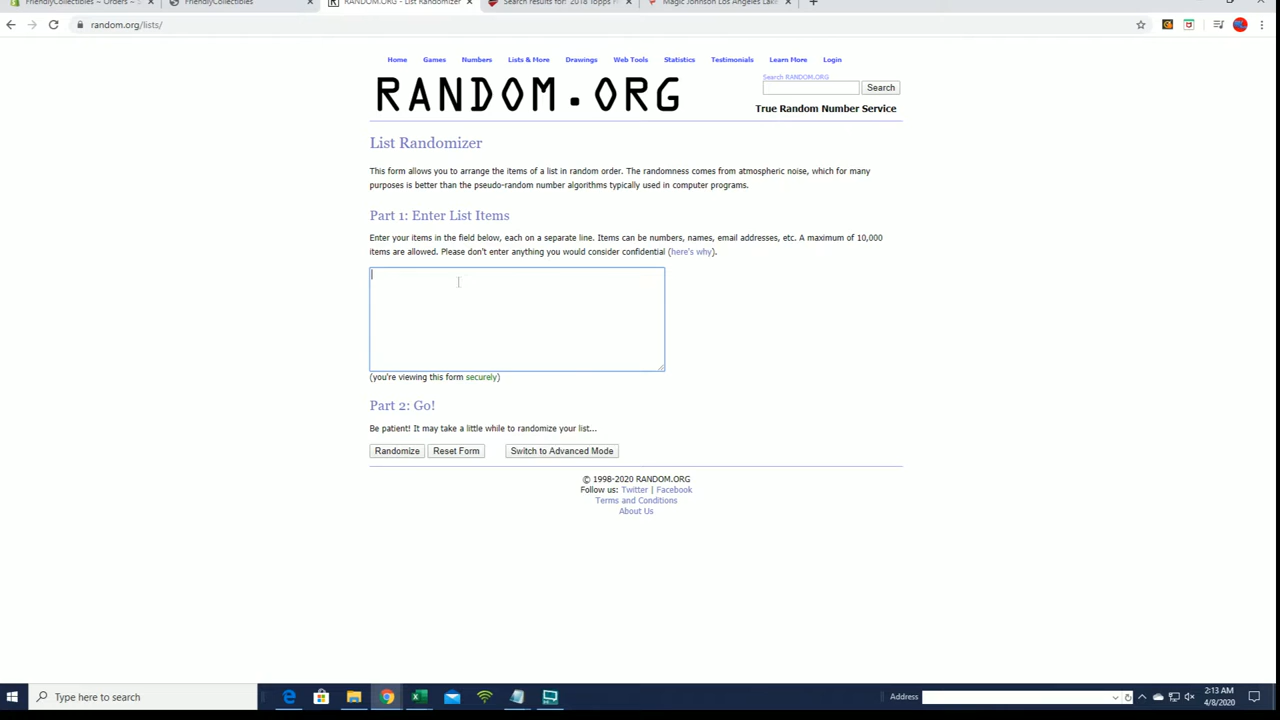 FriendlyCollectibles – Orders – S
FriendlyCollectibles
RANDOM.ORG - List Randomizer
Search results for: '2018 Topps
Magic Johnson Los Angeles Lak
random.org/lists/
Home Games Numbers Lists & More Drawings Web Tools Statistics Testimonials Learn More Login
RANDOM.ORG
Search RANDOM.ORG
Search
True Random Number Service
List Randomizer
This form allows you to arrange the items of a list in random order. The randomness comes from atmospheric noise, which for many
purposes is better than the pseudo-random number algorithms typically used in computer programs.
Part 1: Enter List Items
Enter your items in the field below, each on a separate line. Items can be numbers, names, email addresses, etc. A maximum of 10,000
items are allowed. Please don't enter anything you would consider confidential (here's why).
(you're viewing this form securely)
Part 2: Go!
Be patient! It may take a little while to randomize your list...
Randomize Reset Form Switch to Advanced Mode
© 1998-2020 RANDOM.ORG
Follow us: Twitter | Facebook
Terms and Conditions
About Us
Type here to search
Address
2:13 AM
4/8/2020